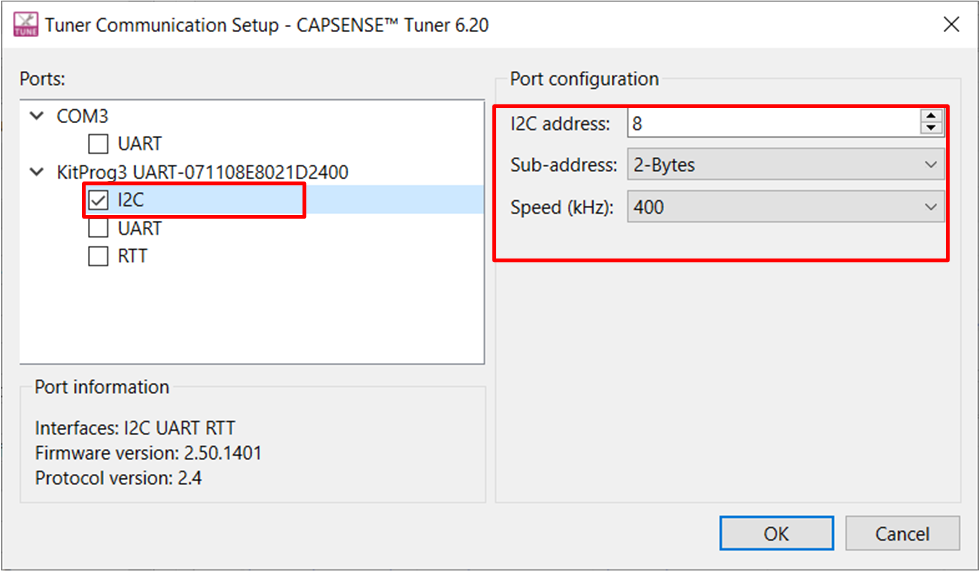 TUNE
Tuner Communication Setup - CAPSENSE™ Tuner 6.20
Ports:
COM3
UART
KitProg3 UART-071108E8021D2400
I2C
UART
RTT
Port information
Interfaces: I2C UART RTT
Firmware version: 2.50.1401
Protocol version: 2.4
Port configuration
I2C address: 8
Sub-address: 2-Bytes
Speed (kHz): 400
OK
Cancel